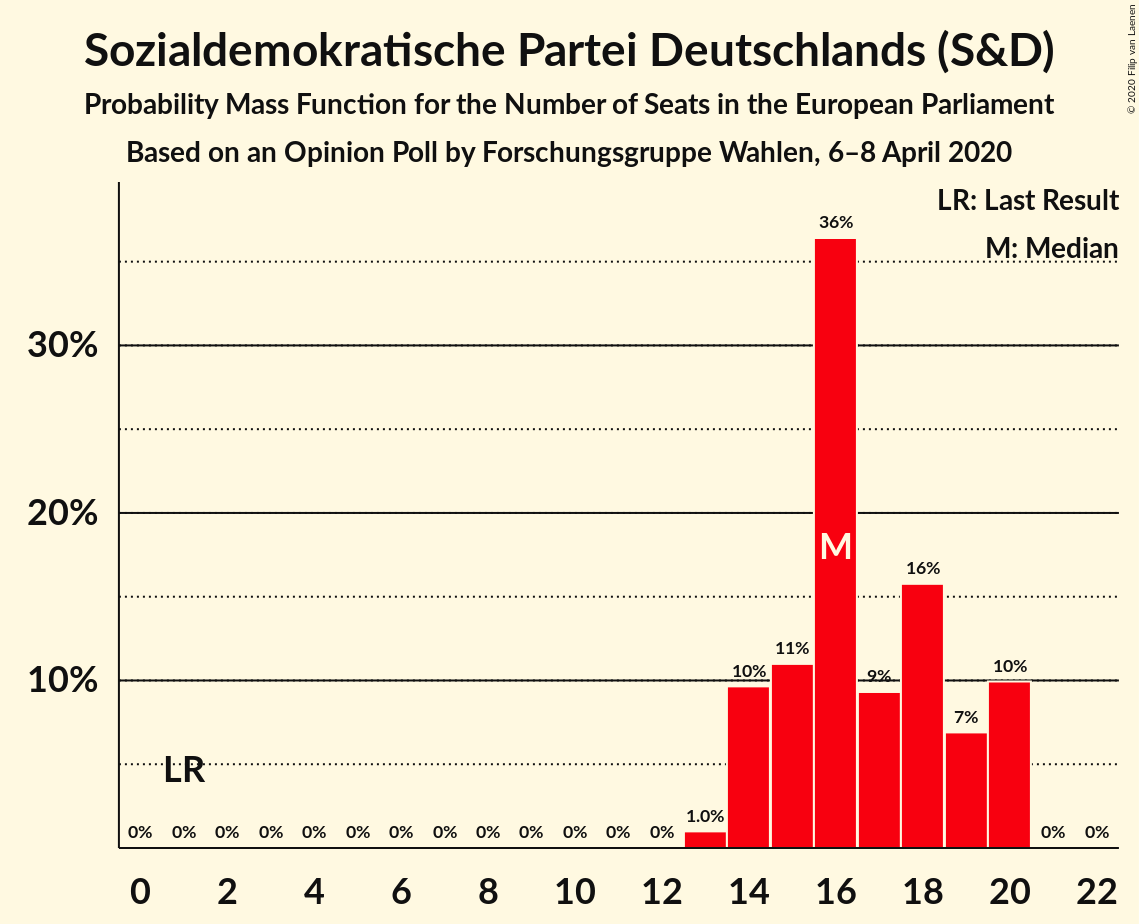 Sozialdemokratische Partei Deutschlands (S&D)
Probability Mass Function for the Number of Seats in the European Parliament
Based on an Opinion Poll by Forschungsgruppe Wahlen, 6–8 April 2020
© 2020 Filip van Laenen
LR: Last Result
M: Median
36%
30%
20%
M
16%
11%
10%
10%
9%
10%
7%
LR
1.0%
0% 0% 0% 0% 0% 0% 0% 0% 0% 0% 0% 0% 0% 0% 0%
0 2 4 6 8 10 12 14 16 18 20 22